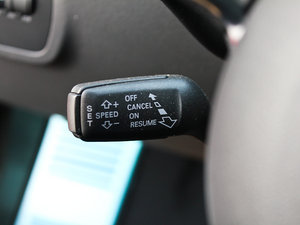 SET
SPEED
+
-
OFF
CANCEL
ON
RESUME